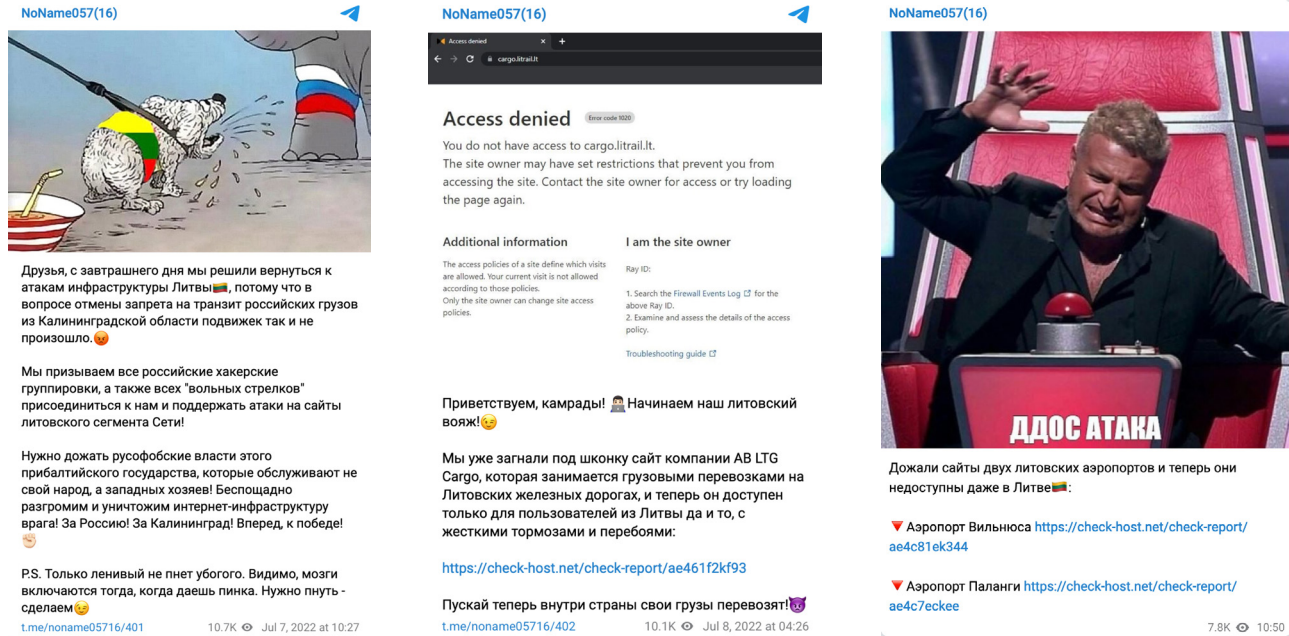 NoName057(16)
Друзья, с завтрашнего дня мы решили вернуться к
атакам инфраструктуры Литвы🇱🇹, потому что в
вопросе отмены запрета на транзит российских грузов
из Калининградской области подвижек так и не
произошло.😡
Мы призываем все российские хакерские
группировки, а также всех "вольных стрелков"
присоединиться к нам и поддержать атаки на сайты
литовского сегмента Сети!
Нужно дожать русофобские власти этого
прибалтийского государства, которые обслуживают не
свой народ, а западных хозяев! Беспощадно
разгромим и уничтожим интернет-инфраструктуру
врага! За Россию! За Калининград! Вперед, к победе!
✊🏻
P.S. Только ленивый не пнет убогого. Видимо, мозги
включаются тогда, когда даешь пинка. Нужно пнуть -
сделаем😉
t.me/noname05716/401 10.7K Jul 7, 2022 at 10:27
NoName057(16)
Access denied
cargo.litrail.lt
Access denied Error code 1020
You do not have access to cargo.litrail.lt.
The site owner may have set restrictions that prevent you from
accessing the site. Contact the site owner for access or try loading
the page again.
Additional information
The access policies of a site define which visits
are allowed. Your current visit is not allowed
according to those policies.
Only the site owner can change site access
policies.
I am the site owner
Ray ID:
1. Search the Firewall Events Log for the
above Ray ID.
2. Examine and assess the details of the access
policy.
Troubleshooting guide
Приветствуем, камрады! 👨🏻‍💻Начинаем наш литовский
вояж!😉
Мы уже загнали под шконку сайт компании AB LTG
Cargo, которая занимается грузовыми перевозками на
Литовских железных дорогах, и теперь он доступен
только для пользователей из Литвы да и то, с
жесткими тормозами и перебоями:
https://check-host.net/check-report/ae461f2kf93
Пускай теперь внутри страны свои грузы перевозят!😈
t.me/noname05716/402 10.1K Jul 8, 2022 at 04:26
NoName057(16)
ДДОС АТАКА
Дожали сайты двух литовских аэропортов и теперь они
недоступны даже в Литве🇱🇹:
🔻Аэропорт Вильнюса https://check-host.net/check-report/
ae4c81ek344
🔻Аэропорт Паланги https://check-host.net/check-report/
ae4c7eckee
7.8K 10:50